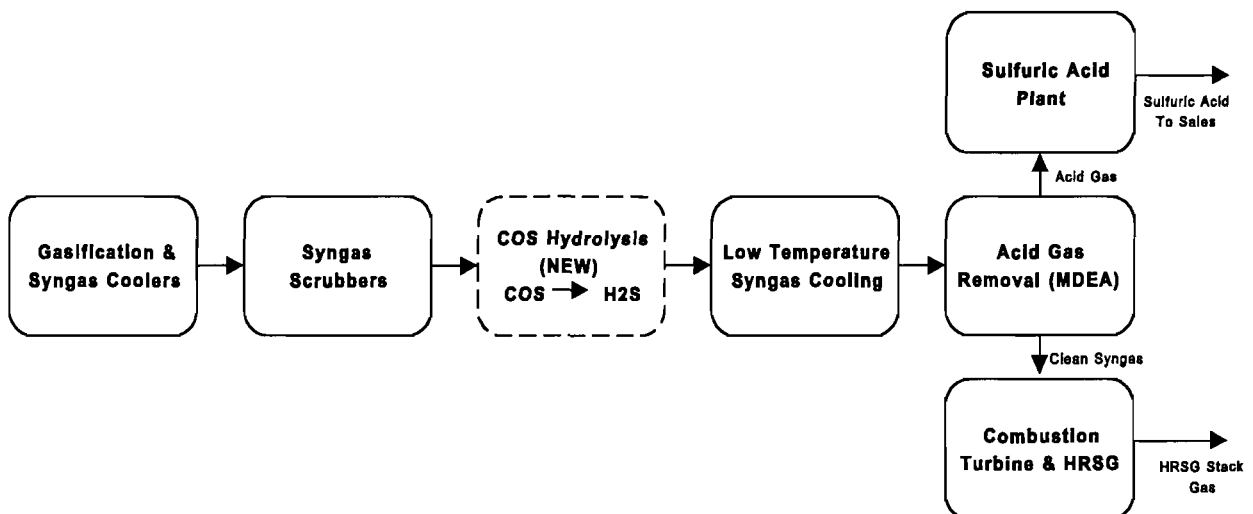 Sulfuric Acid
Plant
Sulfuric Acid
To Sales
Acid Gas
Gasification &
Syngas Coolers
Syngas
Scrubbers
COS Hydrolysis
(NEW)
COS → H2S
Low Temperature
Syngas Cooling
Acid Gas
Removal (MDEA)
Clean Syngas
Combustion
Turbine & HRSG
HRSG Stack
Gas